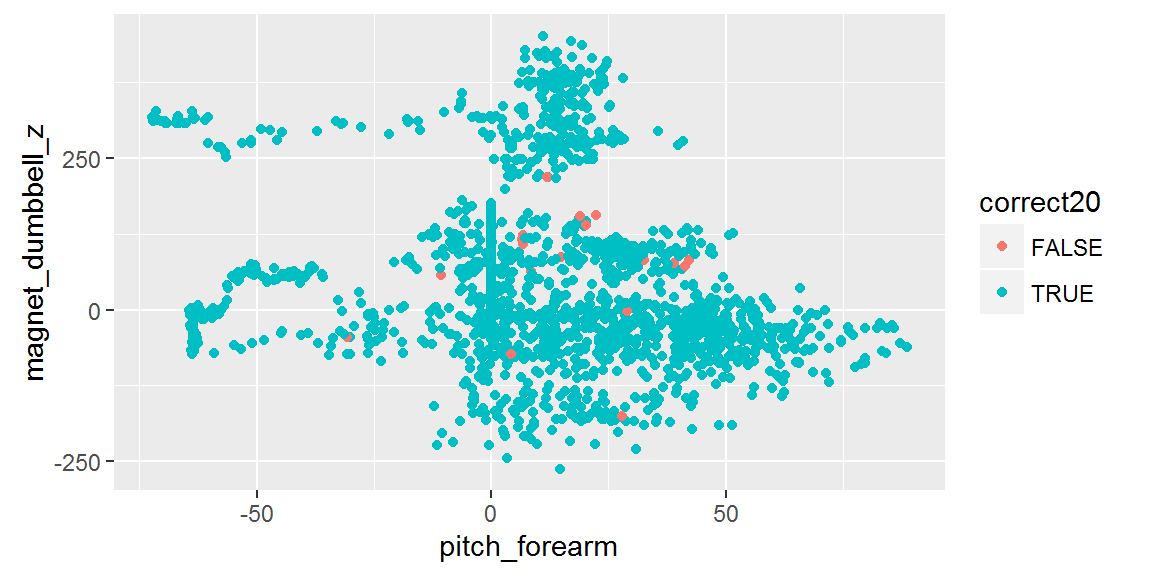 magnet_dumbbell_z
250
0
-250
-50
0
50
pitch_forearm
correct20
FALSE
TRUE